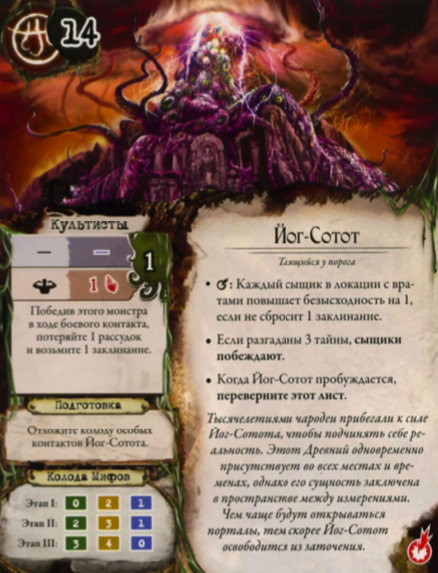 14
Культисты
— —
1 1
Победив этого монстра
в ходе боевого контакта,
потеряйте 1 рассудок
и возьмите 1 заклинание.
Подготовка
Отложите колоду особых
контактов Йог-Сотота.
Колода Мифов
Этап I: 0 2 1
Этап II: 2 3 1
Этап III: 3 4 0
Йог-Сотот
Таящийся у порога
• : Каждый сыщик в локации с вра-
тами повышает безысходность на 1,
если не сбросит 1 заклинание.
• Если разгаданы 3 тайны, сыщики
побеждают.
• Когда Йог-Сотот пробуждается,
переверните этот лист.
Тысячелетиями чародеи прибегали к силе
Йог-Сотота, чтобы подчинять себе ре-
альность. Этот Древний одновременно
присутствует во всех местах и вре-
менах, однако его сущность заключена
в пространстве между измерениями.
Чем чаще будут открываться
порталы, тем скорее Йог-Сотот
освободится из заточения.